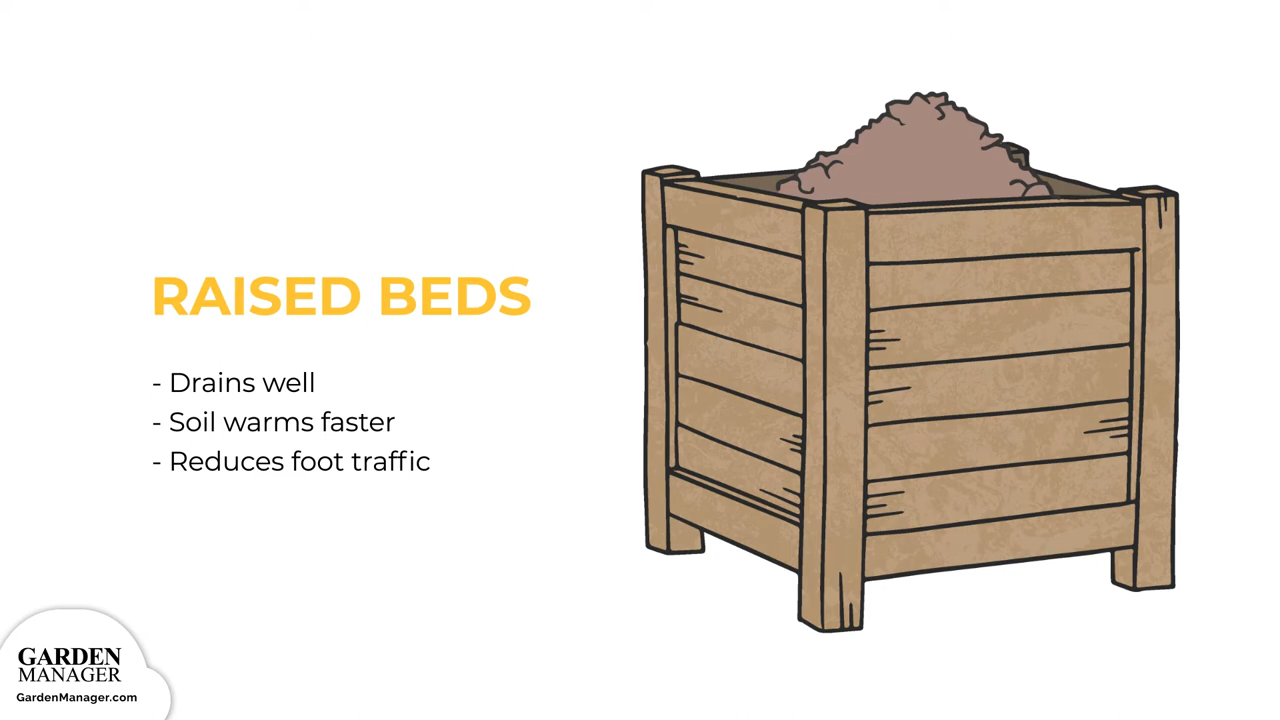 RAISED BEDS
- Drains well
- Soil warms faster
- Reduces foot traffic
GARDEN
MANAGER
GardenManager.com